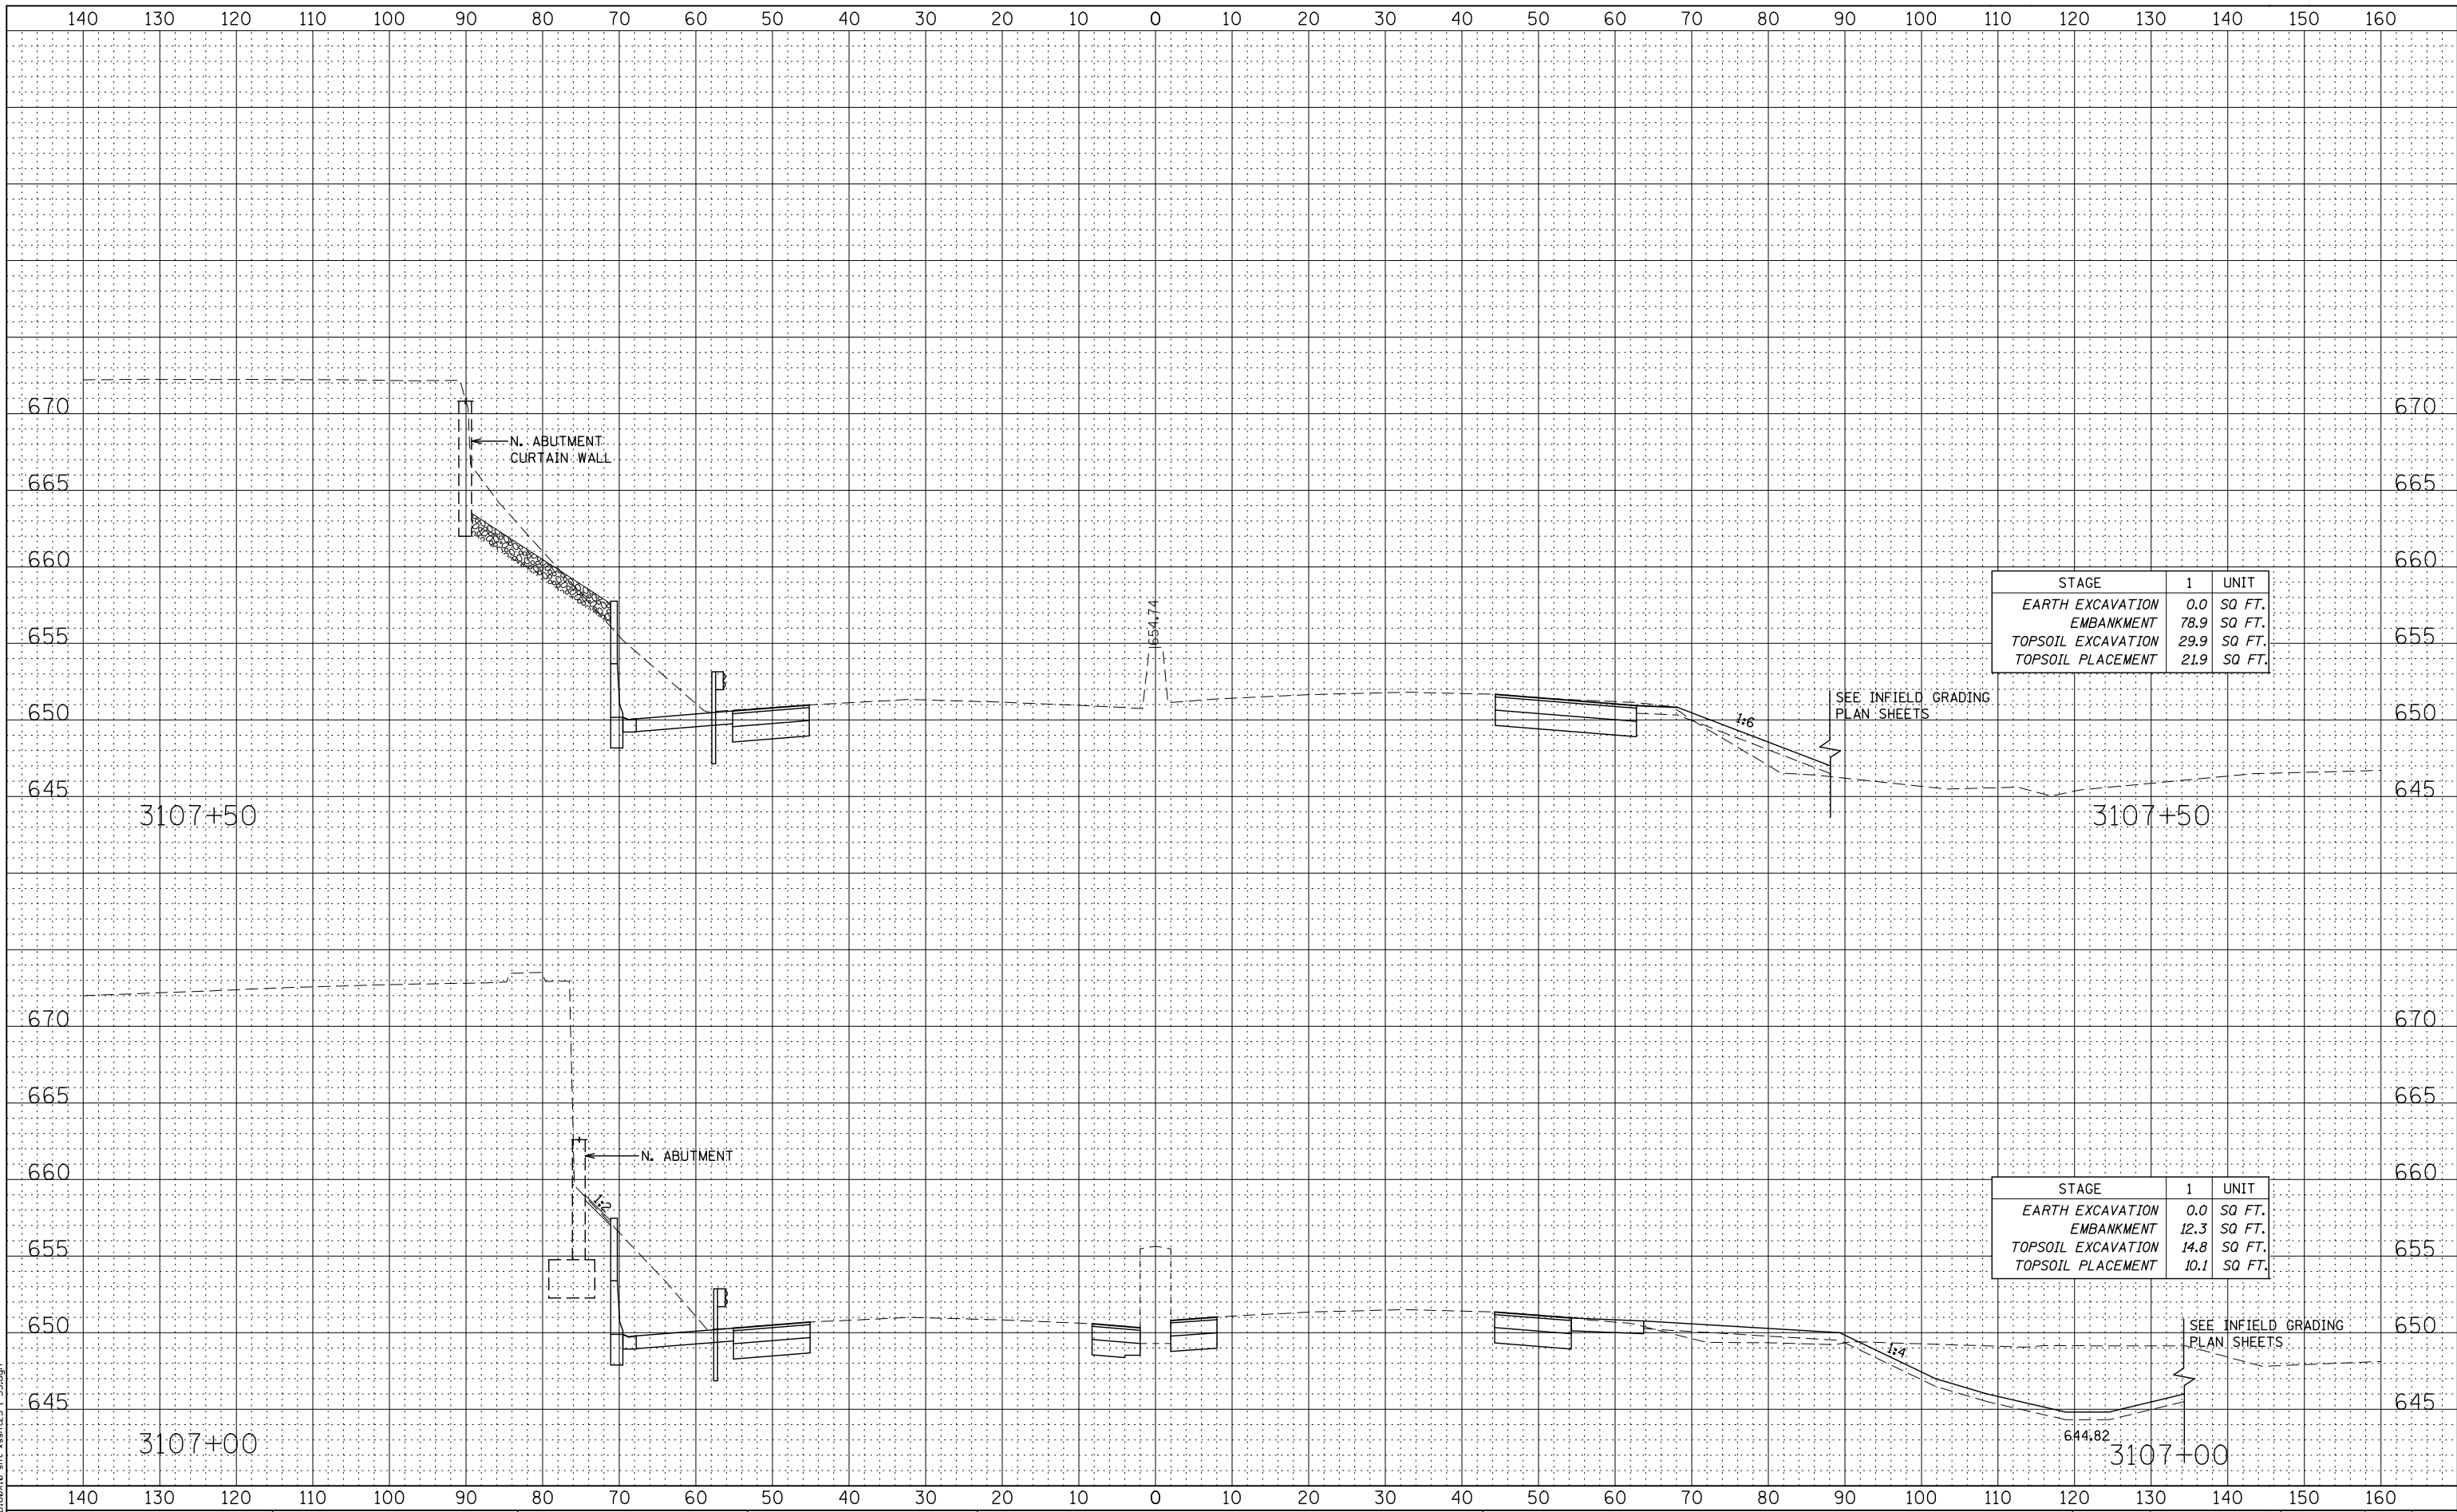 140 130 120 110 100 90 80 70 60 50 40 30 20 10 0 10 20 30 40 50 60 70 80 90 100 110 120 130 140 150 160
670 670
N. ABUTMENT
CURTAIN WALL
665 665
660 660
STAGE 1 UNIT
EARTH EXCAVATION 0.0 SQ FT.
EMBANKMENT 78.9 SQ FT.
TOPSOIL EXCAVATION 29.9 SQ FT.
TOPSOIL PLACEMENT 21.9 SQ FT.
654.74
655 655
SEE INFIELD GRADING
PLAN SHEETS
1:6
650 650
645 645
3107+50 3107+50
670 670
665 665
N. ABUTMENT
660 660
1:2
STAGE 1 UNIT
EARTH EXCAVATION 0.0 SQ FT.
EMBANKMENT 12.3 SQ FT.
TOPSOIL EXCAVATION 14.8 SQ FT.
TOPSOIL PLACEMENT 10.1 SQ FT.
655 655
650 650
SEE INFIELD GRADING
PLAN SHEETS
1:4
645 645
644.82
3107+00 3107+00
140 130 120 110 100 90 80 70 60 50 40 30 20 10 0 10 20 30 40 50 60 70 80 90 100 110 120 130 140 150 160